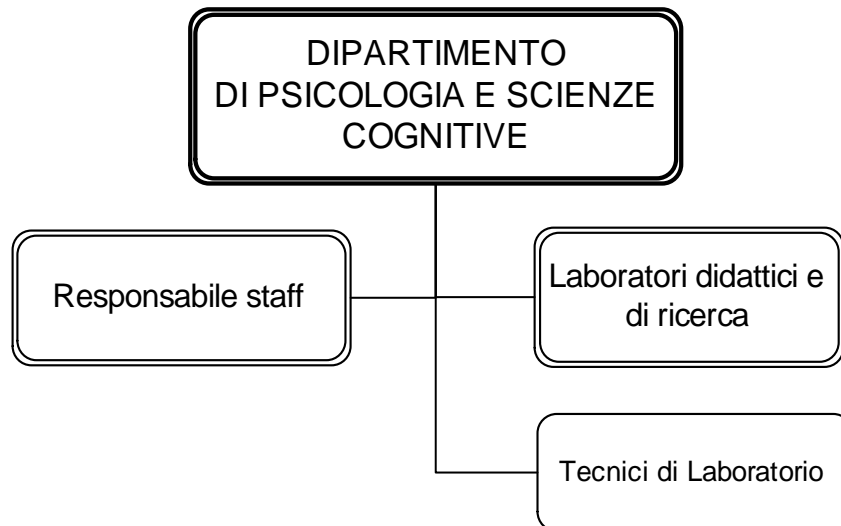 DIPARTIMENTO
DI PSICOLOGIA E SCIENZE
COGNITIVE
Responsabile staff
Laboratori didattici e
di ricerca
Tecnici di Laboratorio